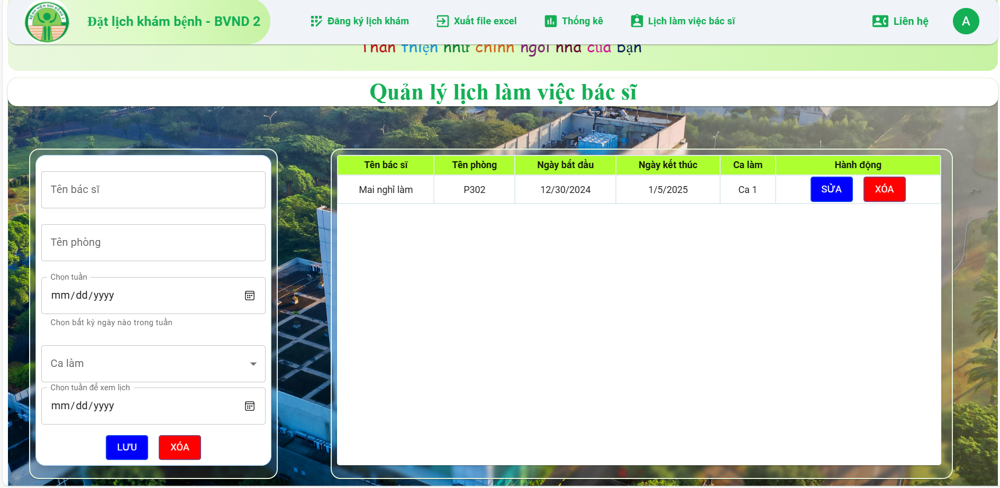 BỆNH VIỆN NHI ĐỒNG 2
Đặt lịch khám bệnh - BVND 2
Đăng ký lịch khám
Xuất file excel
Thống kê
Lịch làm việc bác sĩ
Liên hệ
A
Thân thiện như chính ngôi nhà của bạn
Quản lý lịch làm việc bác sĩ
Tên bác sĩ
Tên phòng
Chọn tuần
mm/dd/yyyy
Chọn bất kỳ ngày nào trong tuần
Ca làm
Chọn tuần để xem lịch
mm/dd/yyyy
LƯU XÓA
Tên bác sĩ Tên phòng Ngày bắt đầu Ngày kết thúc Ca làm Hành động
Mai nghỉ làm P302 12/30/2024 1/5/2025 Ca 1 SỬA XÓA